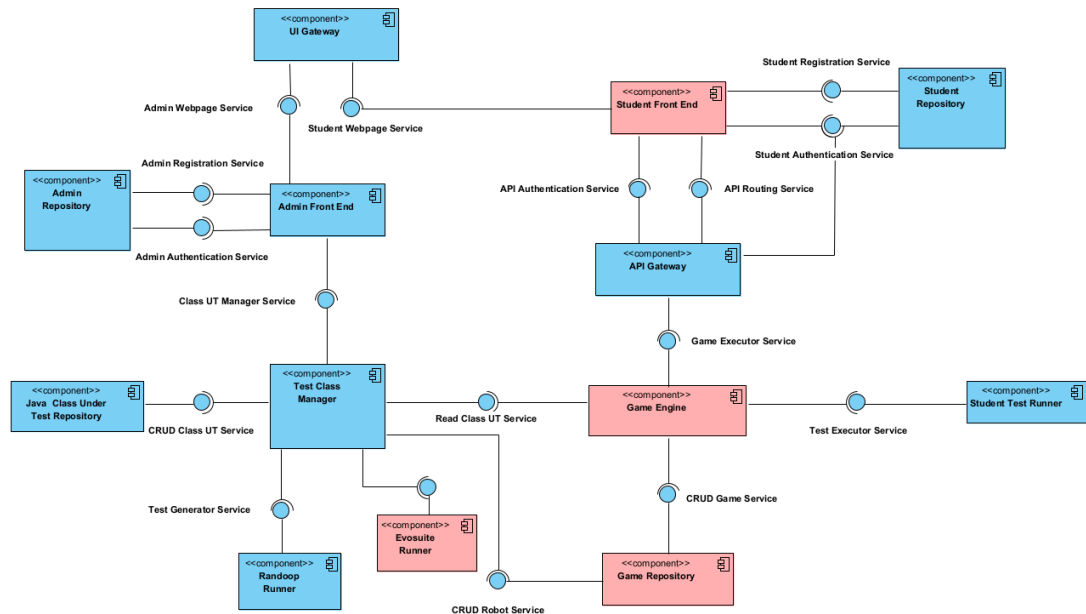 <<component>>
UI Gateway
Student Registration Service
<<component>>
Student
Repository
<<component>>
Student Front End
Admin Webpage Service
Student Webpage Service
Student Authentication Service
Admin Registration Service
<<component>>
Admin
Repository
<<component>>
Admin Front End
API Authentication Service
API Routing Service
Admin Authentication Service
<<component>>
API Gateway
Class UT Manager Service
Game Executor Service
<<component>>
Java Class Under
Test Repository
<<component>>
Test Class
Manager
<<component>>
Game Engine
<<component>>
Student Test Runner
CRUD Class UT Service
Read Class UT Service
Test Executor Service
Test Generator Service
CRUD Game Service
<<component>>
Evosuite
Runner
<<component>>
Randoop
Runner
<<component>>
Game Repository
CRUD Robot Service